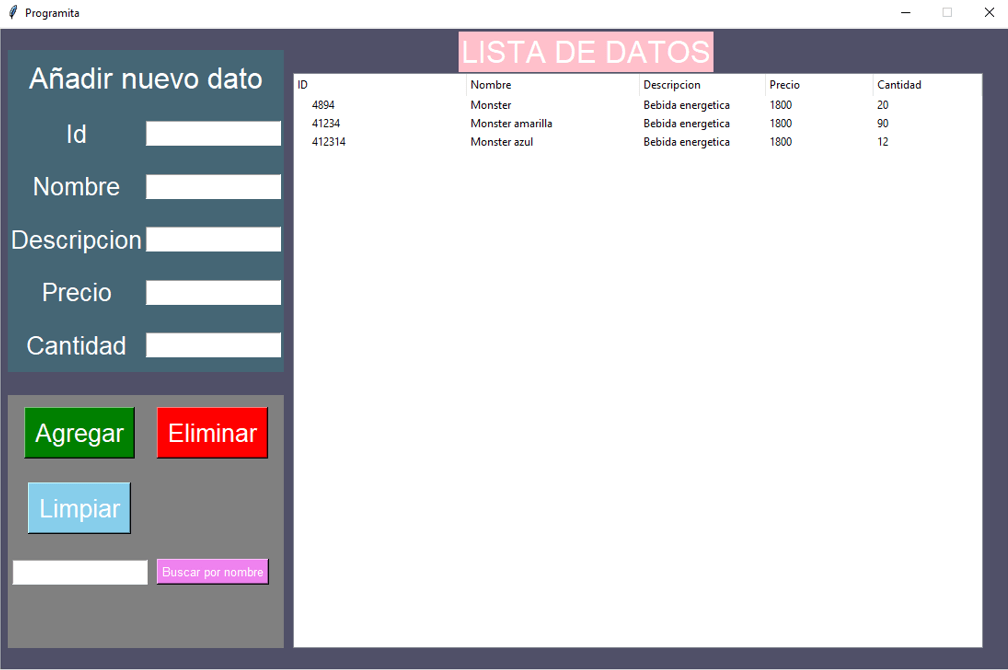 Programita
Añadir nuevo dato
Id
Nombre
Descripcion
Precio
Cantidad
Agregar Eliminar
Limpiar
Buscar por nombre
LISTA DE DATOS
ID Nombre Descripcion Precio Cantidad
4894 Monster Bebida energetica 1800 20
41234 Monster amarilla Bebida energetica 1800 90
412314 Monster azul Bebida energetica 1800 12